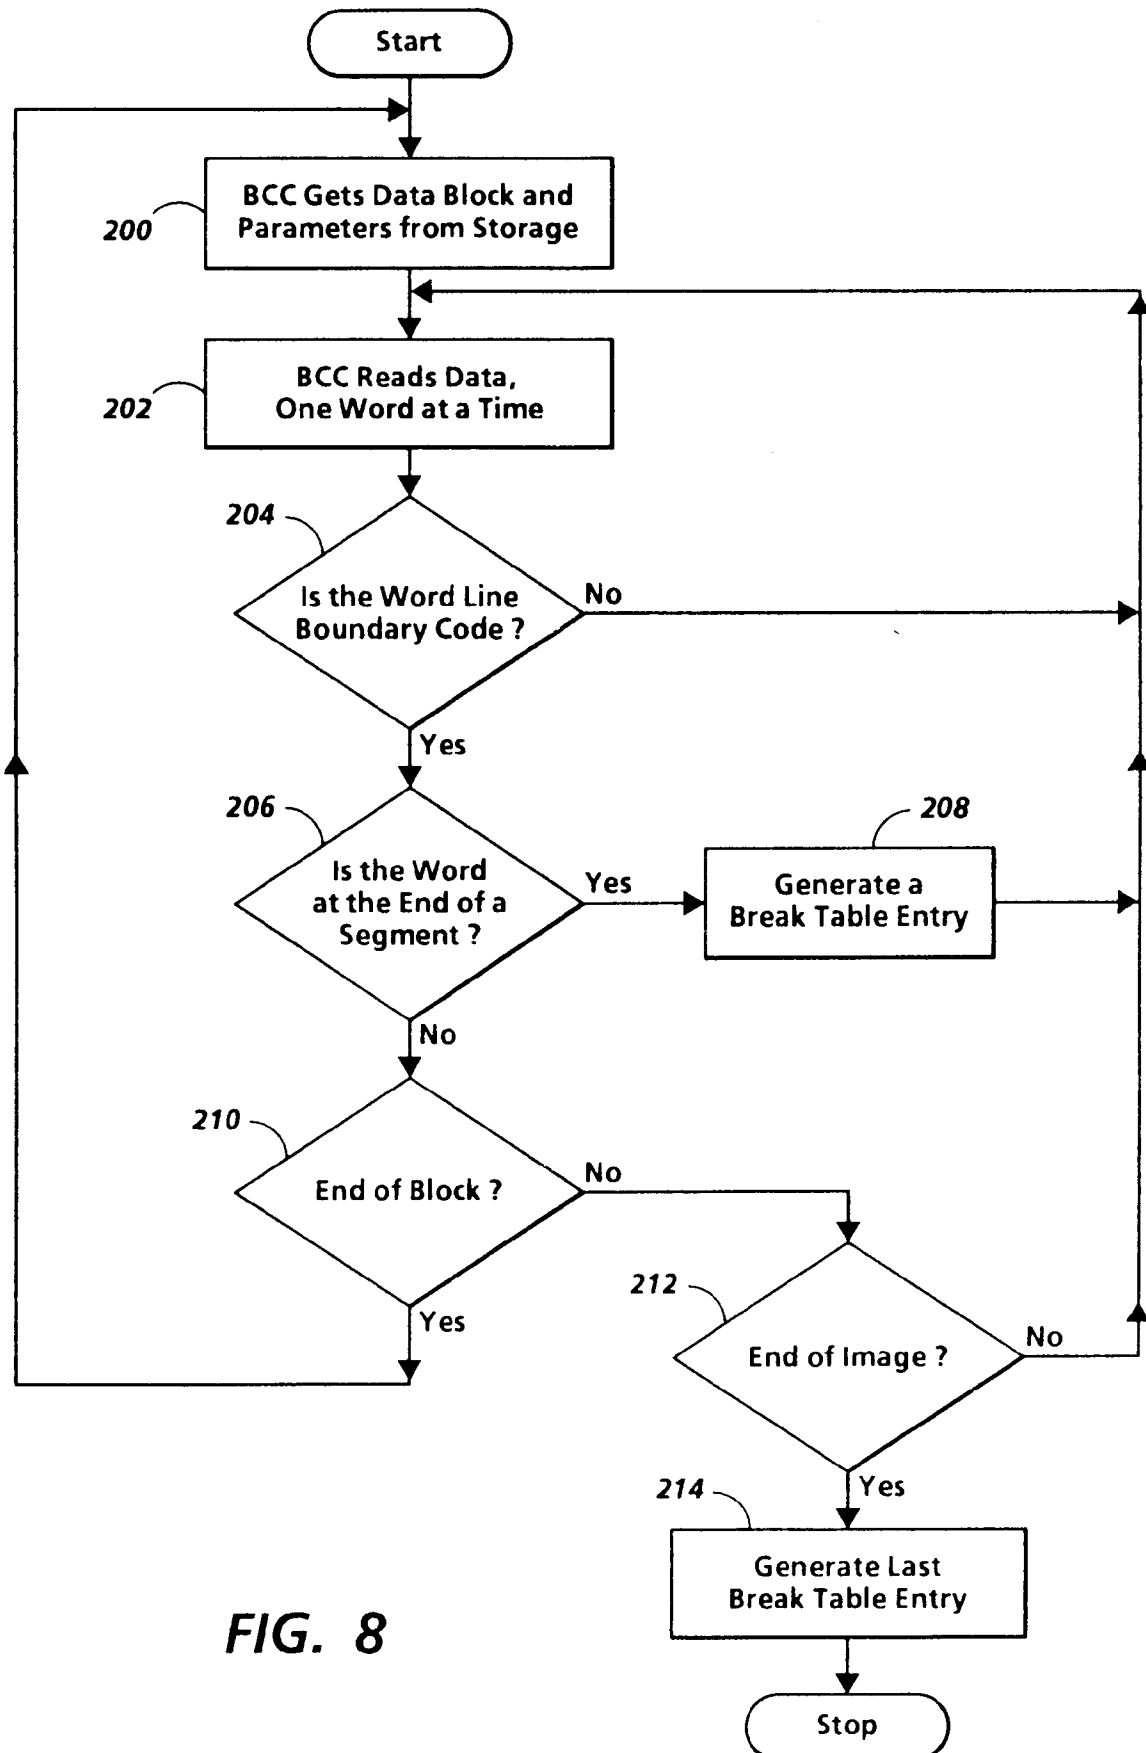 Start
BCC Gets Data Block and
Parameters from Storage
200
BCC Reads Data,
One Word at a Time
202
204
Is the Word Line
Boundary Code ?
No
Yes
206
Is the Word
at the End of a
Segment ?
Yes
208
Generate a
Break Table Entry
No
210
End of Block ?
No
Yes
212
End of Image ?
No
Yes
214
Generate Last
Break Table Entry
FIG. 8
Stop